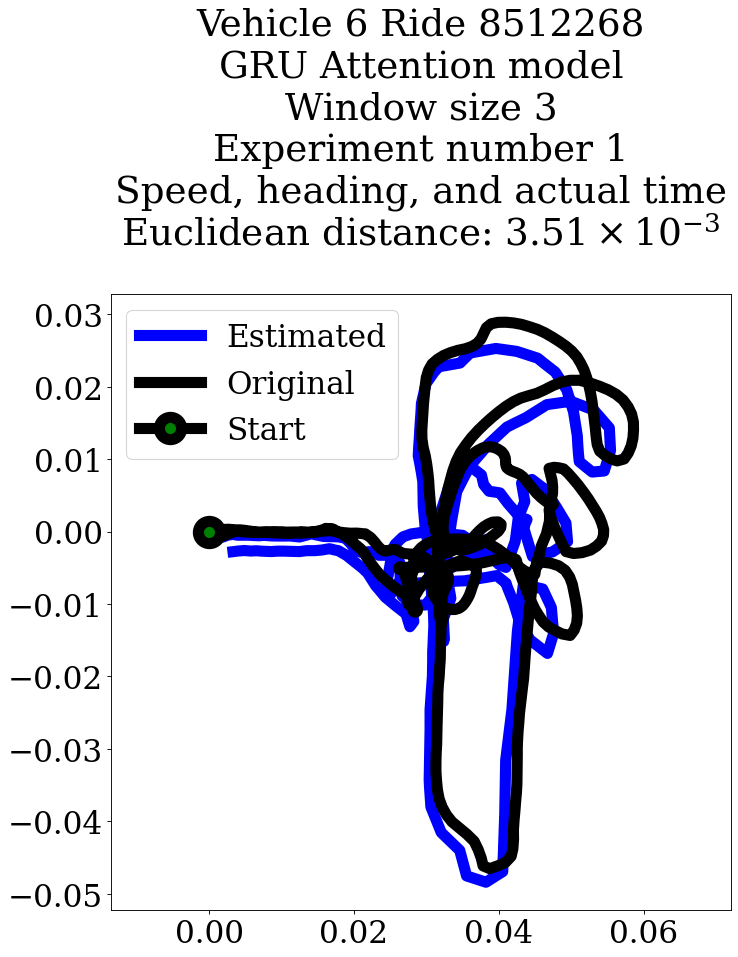 Vehicle 6 Ride 8512268
GRU Attention model
Window size 3
Experiment number 1
Speed, heading, and actual time
Euclidean distance: 3.51 × 10⁻³
Estimated
Original
Start
0.03
0.02
0.01
0.00
−0.01
−0.02
−0.03
−0.04
−0.05
0.00 0.02 0.04 0.06